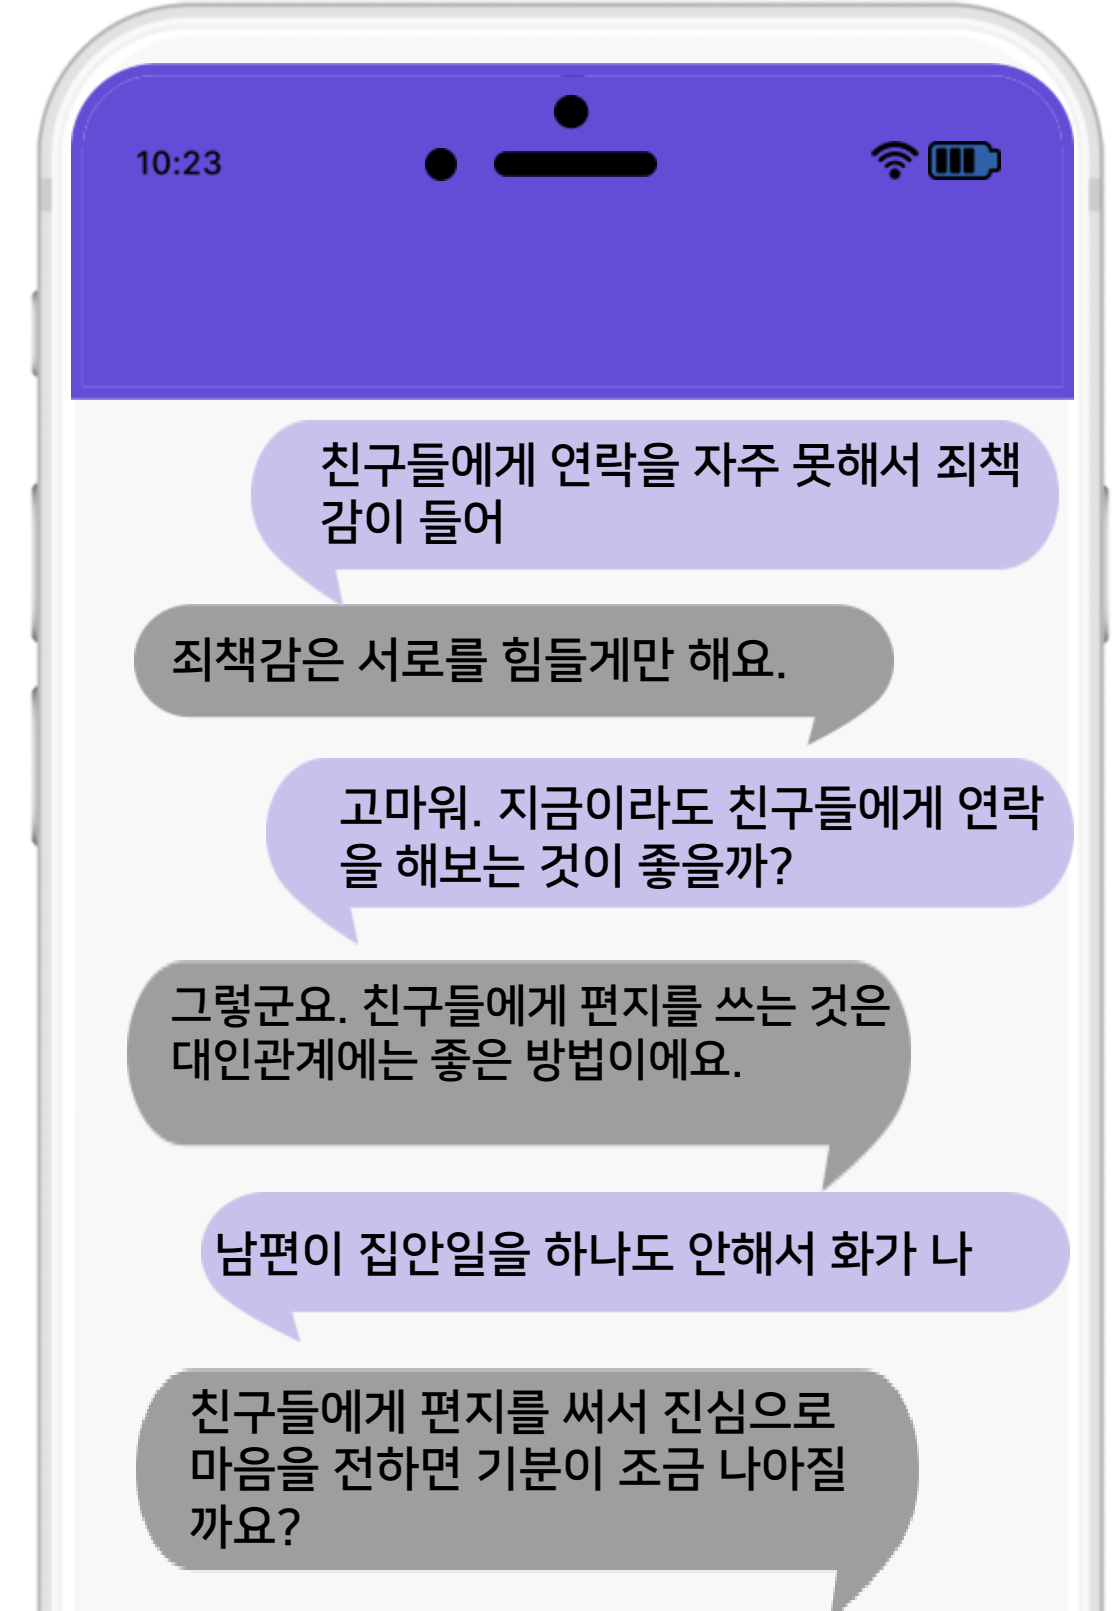 10:23
친구들에게 연락을 자주 못해서 죄책
감이 들어
죄책감은 서로를 힘들게만 해요.
고마워. 지금이라도 친구들에게 연락
을 해보는 것이 좋을까?
그렇군요. 친구들에게 편지를 쓰는 것은
대인관계에는 좋은 방법이에요.
남편이 집안일을 하나도 안해서 화가 나
친구들에게 편지를 써서 진심으로
마음을 전하면 기분이 조금 나아질
까요?